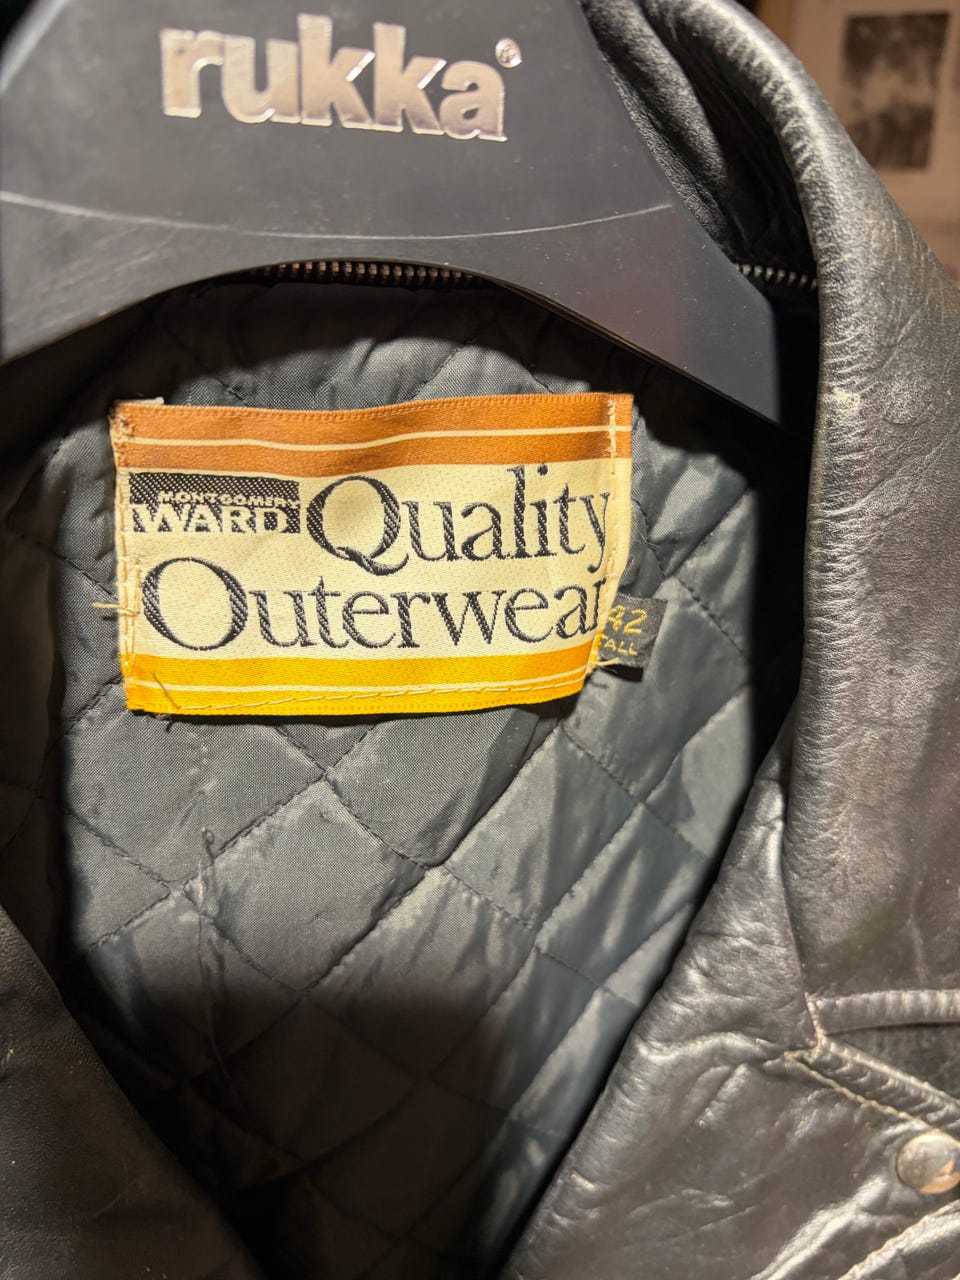 rukka®
MONTGOMERY
WARD
Quality
Outerwear
42
TALL